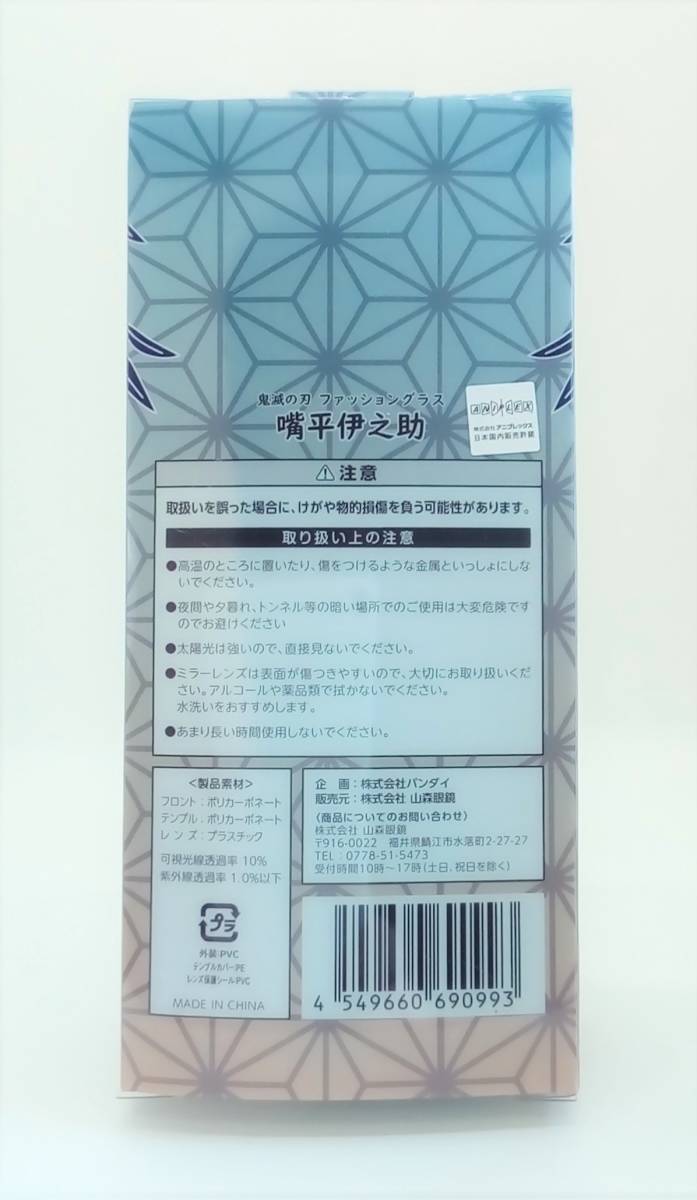 鬼滅の刃 ファッショングラス
嘴平伊之助
ANIPLEX
株式会社 アニプレックス
日本国内販売許諾
⚠注意
取扱いを誤った場合に、けがや物的損傷を負う可能性があります。
取り扱い上の注意
●高温のところに置いたり、傷をつけるような金属といっしょにしな
いでください。
●夜間や夕暮れ、トンネル等の暗い場所でのご使用は大変危険です
のでお避けください
●太陽光は強いので、直接見ないでください。
●ミラーレンズは表面が傷つきやすいので、大切にお取り扱いくだ
さい。アルコールや薬品類で拭かないでください。
水洗いをおすすめします。
●あまり長い時間使用しないでください。
<製品素材>
フロント:ポリカーボネート
テンプル:ポリカーボネート
レンズ:プラスチック
可視光線透過率 10%
紫外線透過率 1.0%以下
プラ
外装:PVC
テンプルカバー:PE
レンズ保護シール:PVC
MADE IN CHINA
企 画:株式会社バンダイ
販売元:株式会社 山森眼鏡
〈商品についてのお問い合わせ〉
株式会社 山森眼鏡
〒916-0022 福井県鯖江市水落町2-27-27
TEL:0778-51-5473
受付時間10時～17時(土日、祝日を除く)
4 549660 690993